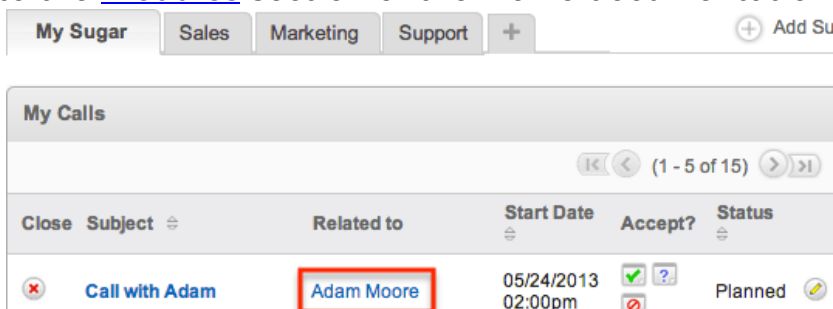 My Sugar Sales Marketing Support + Add Su
My Calls
(1 - 5 of 15)
Close Subject Related to Start Date Accept? Status
Call with Adam Adam Moore 05/24/2013 02:00pm Planned